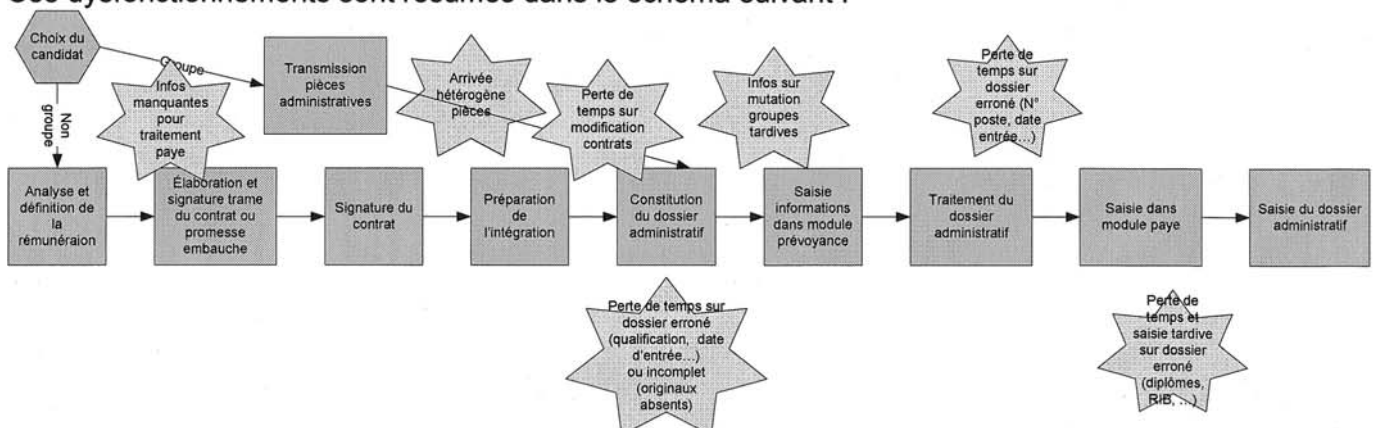 Ces dysfonctionnements sont résumés dans le schéma suivant :
Choix du
candidat
Groupe
Non
groupe
Transmission
pièces
administratives
Infos
manquantes
pour
traitement
paye
Arrivée
hétérogène
pièces
Perte de
temps sur
modification
contrats
Infos sur
mutation
groupes
tardives
Perte de
temps sur
dossier
erroné (N°
poste, date
entrée...)
Analyse et
définition de
la
rémunéraion
Élaboration et
signature trame
du contrat ou
promesse
embauche
Signature du
contrat
Préparation
de
l'intégration
Constitution
du dossier
administratif
Saisie
informations
dans module
prévoyance
Traitement du
dossier
administratif
Saisie dans
module paye
Saisie du dossier
administratif
Perte de temps sur
dossier erroné
(qualification, date
d'entrée...)
ou incomplet
(originaux
absents)
Perte de
temps et
saisie tardive
sur dossier
erroné
(diplômes,
RIB, ...)